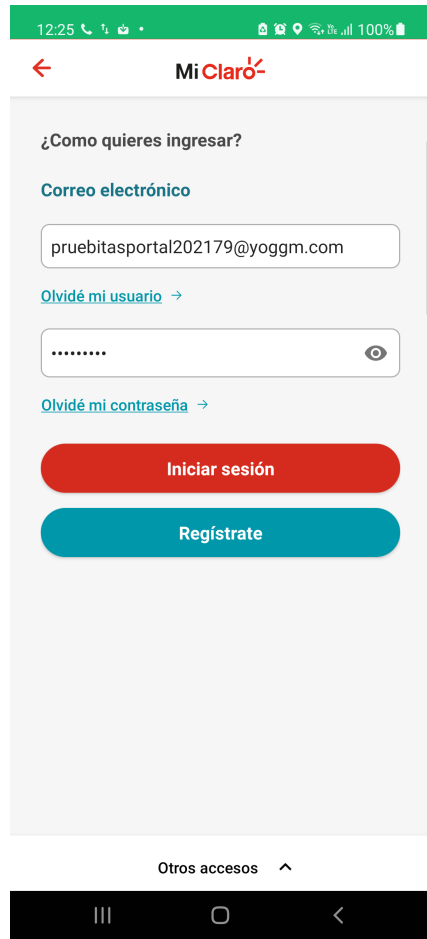 12:25
100%
Mi Claro
¿Como quieres ingresar?
Correo electrónico
pruebitasportal202179@yoggm.com
Olvidé mi usuario →
•••••••••
Olvidé mi contraseña →
Iniciar sesión
Regístrate
Otros accesos